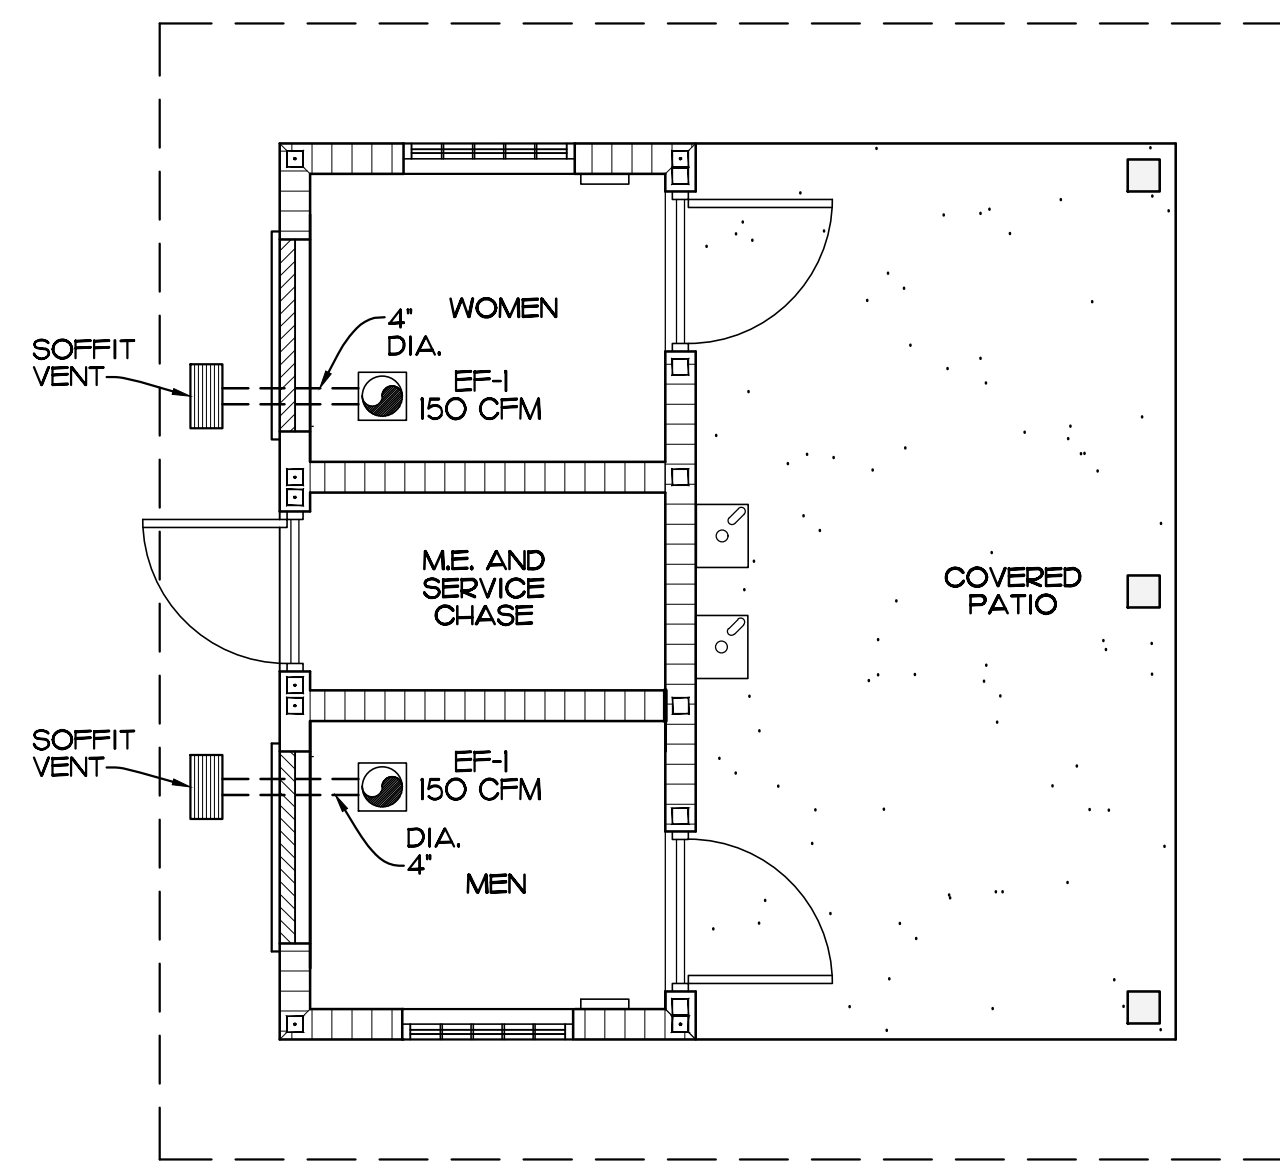 WOMEN
4"
DIA.
SOFFIT
VENT
EF-1
150 CFM
M.E. AND
SERVICE
CHASE
COVERED
PATIO
SOFFIT
VENT
EF-1
150 CFM
DIA.
4"
MEN